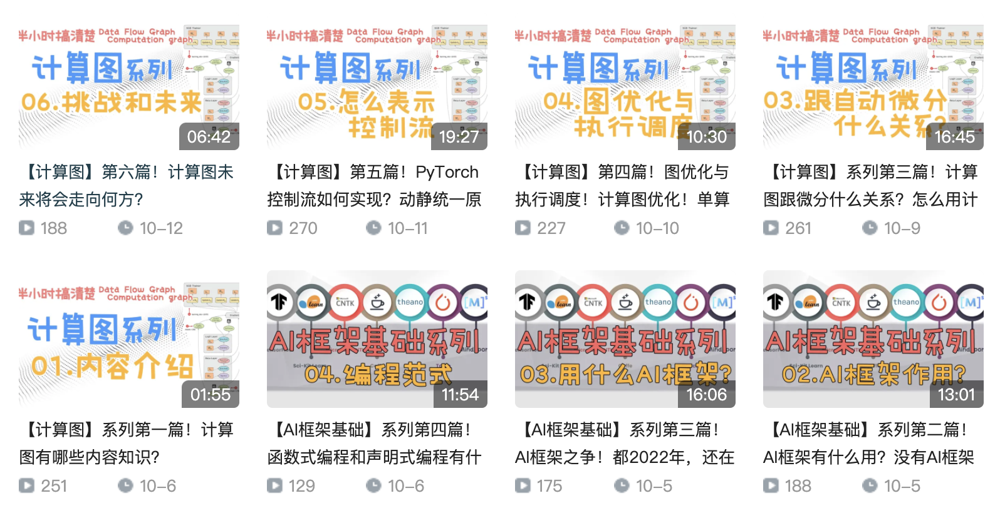 半小时搞清楚 Data Flow Graph
Computation graph
计算图系列
06.挑战和未来
06:42
【计算图】第六篇！计算图未
来将会走向何方？
188 10-12
半小时搞清楚 Data Flow Graph
Computation graph
计算图系列
05.怎么表示
控制流
19:27
【计算图】第五篇！PyTorch
控制流如何实现？动静统一原
270 10-11
半小时搞清楚 Data Flow Graph
Computation graph
计算图系列
04.图优化与
执行调度
10:30
【计算图】第四篇！图优化与
执行调度！计算图优化！单算
227 10-10
半小时搞清楚 Data Flow Graph
Computation graph
计算图系列
03.跟自动微分
什么关系?
16:45
【计算图】系列第三篇！计算
图跟微分什么关系？怎么用计
261 10-9
半小时搞清楚 Data Flow Graph
Computation graph
计算图系列
01.内容介绍
01:55
【计算图】系列第一篇！计算
图有哪些内容知识？
251 10-6
learn CNTK theano [M]s
AI框架基础系列
04.编程范式
11:54
【AI框架基础】系列第四篇！
函数式编程和声明式编程有什
129 10-6
learn CNTK theano [M]s
AI框架基础系列
03.用什么AI框架?
16:06
【AI框架基础】系列第三篇！
AI框架之争！都2022年，还在
175 10-5
learn CNTK theano [M]s
AI框架基础系列
02.AI框架作用?
13:01
【AI框架基础】系列第二篇！
AI框架有什么用？没有AI框架
188 10-5